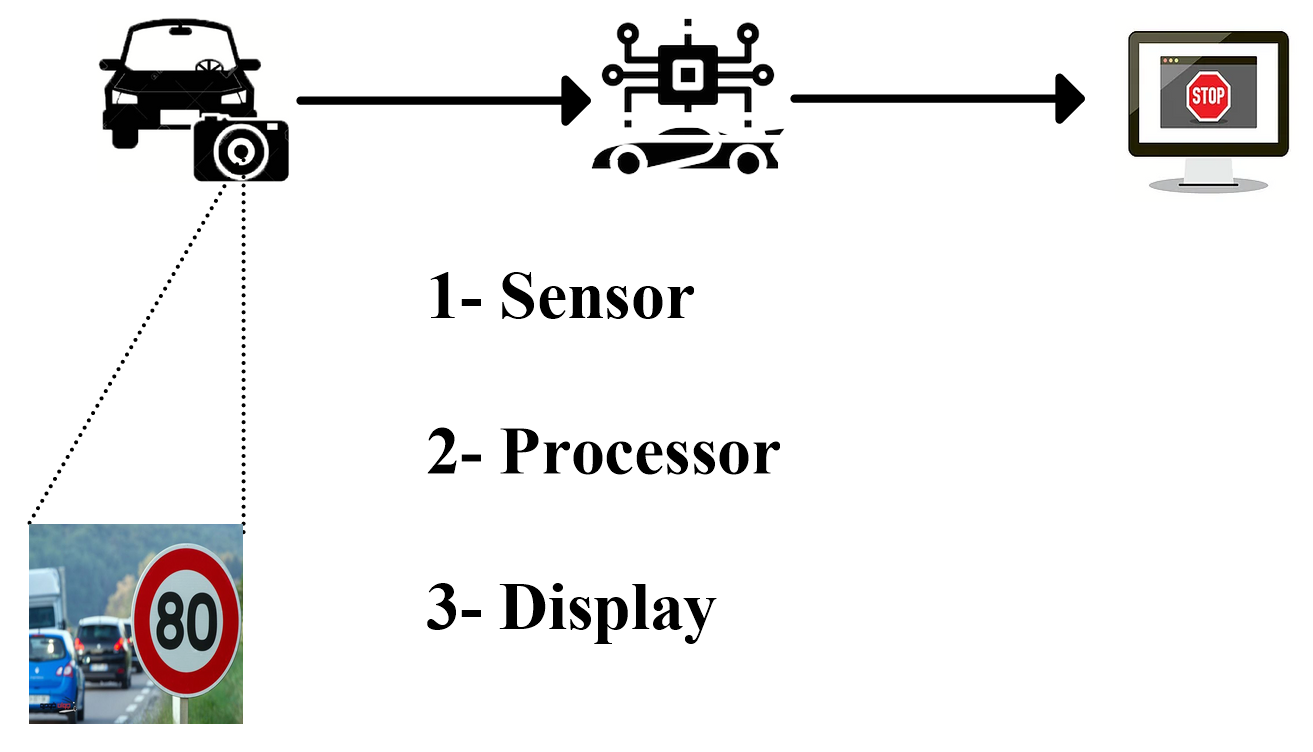 STOP
1- Sensor
2- Processor
3- Display
80